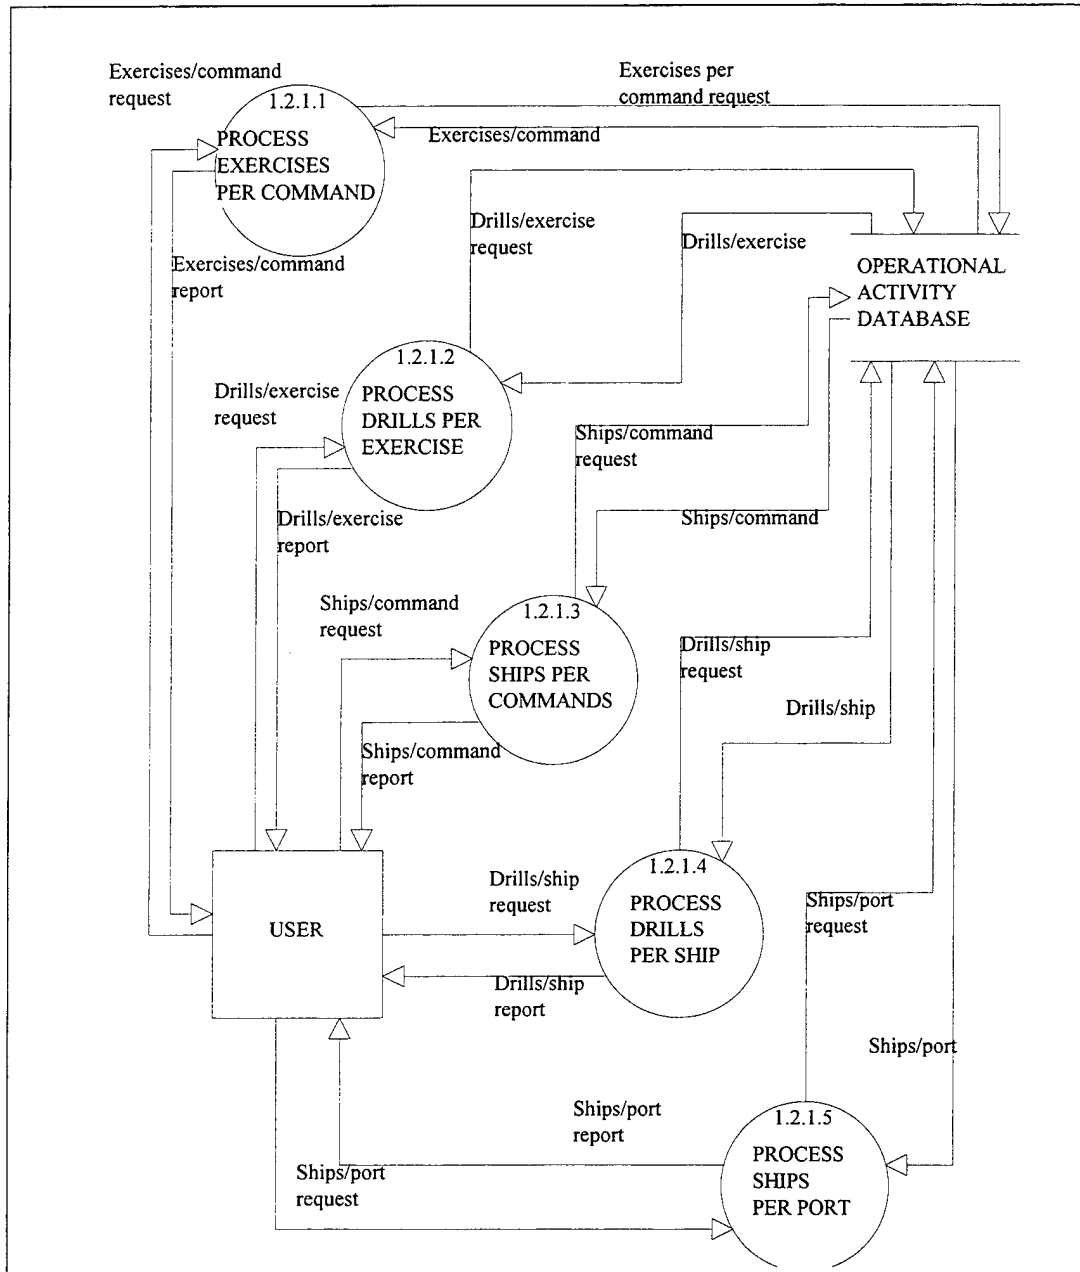 Exercises/command
request
1.2.1.1
PROCESS
EXERCISES
PER COMMAND
Exercises per
command request
Exercises/command
Exercises/command
report
Drills/exercise
request
Drills/exercise
OPERATIONAL
ACTIVITY
DATABASE
1.2.1.2
PROCESS
DRILLS PER
EXERCISE
Drills/exercise
request
Drills/exercise
report
Ships/command
request
Ships/command
Ships/command
request
1.2.1.3
PROCESS
SHIPS PER
COMMANDS
Ships/command
report
Drills/ship
request
Drills/ship
USER
Drills/ship
request
1.2.1.4
PROCESS
DRILLS
PER SHIP
Drills/ship
report
Ships/port
request
Ships/port
Ships/port
report
Ships/port
request
1.2.1.5
PROCESS
SHIPS
PER PORT